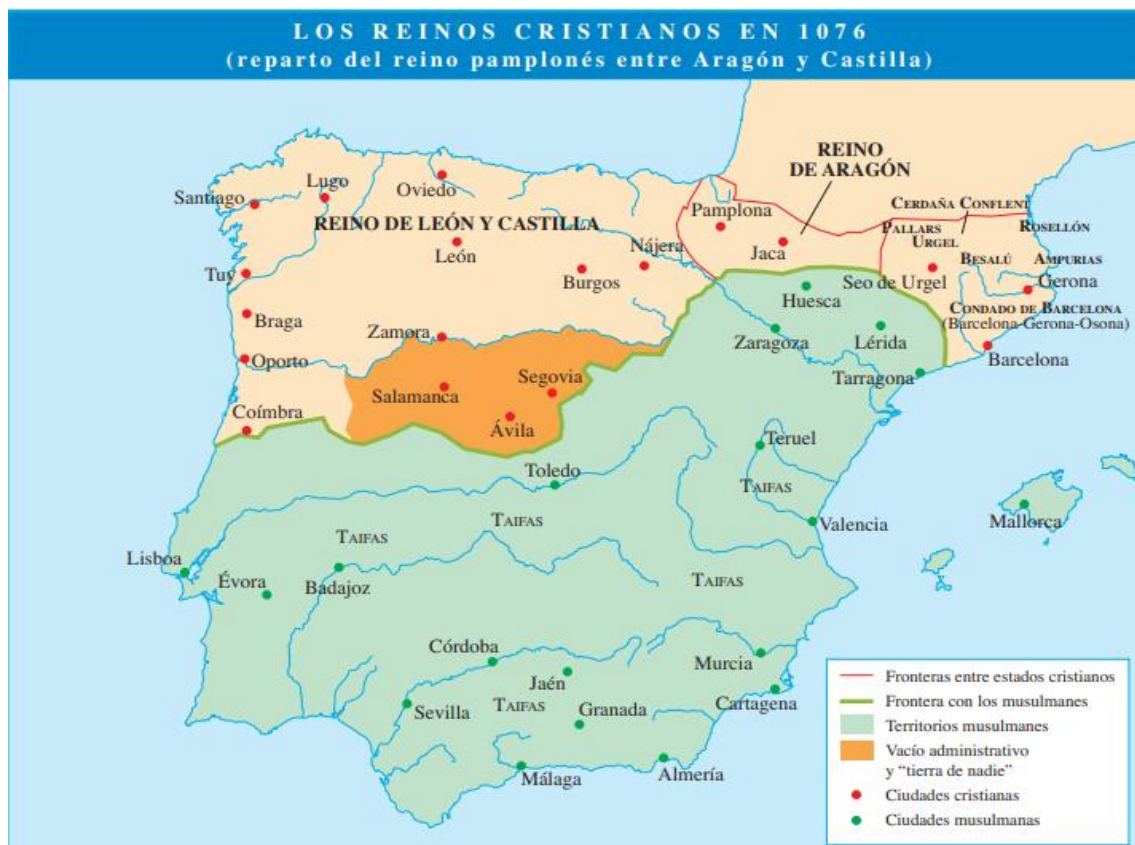 LOS REINOS CRISTIANOS EN 1076
(reparto del reino pamplonés entre Aragón y Castilla)
REINO
DE ARAGÓN
Santiago
Lugo
Oviedo
Pamplona
CERDAÑA CONFLENT
PALLARS
ROSELLÓN
REINO DE LEÓN Y CASTILLA
URGEL
León
Nájera
Jaca
BESALÚ
AMPURIAS
Tuy
Burgos
Seo de Urgel
Gerona
Huesca
CONDADO DE BARCELONA
(Barcelona-Gerona-Osona)
Braga
Zamora
Zaragoza
Lérida
Oporto
Barcelona
Salamanca
Segovia
Tarragona
Coímbra
Ávila
Teruel
Toledo
TAIFAS
TAIFAS
Valencia
Mallorca
Lisboa
TAIFAS
Évora
Badajoz
TAIFAS
Córdoba
Murcia
Jaén
Sevilla
TAIFAS
Granada
Cartagena
Málaga
Almería
Fronteras entre estados cristianos
Frontera con los musulmanes
Territorios musulmanes
Vacío administrativo
y “tierra de nadie”
Ciudades cristianas
Ciudades musulmanas